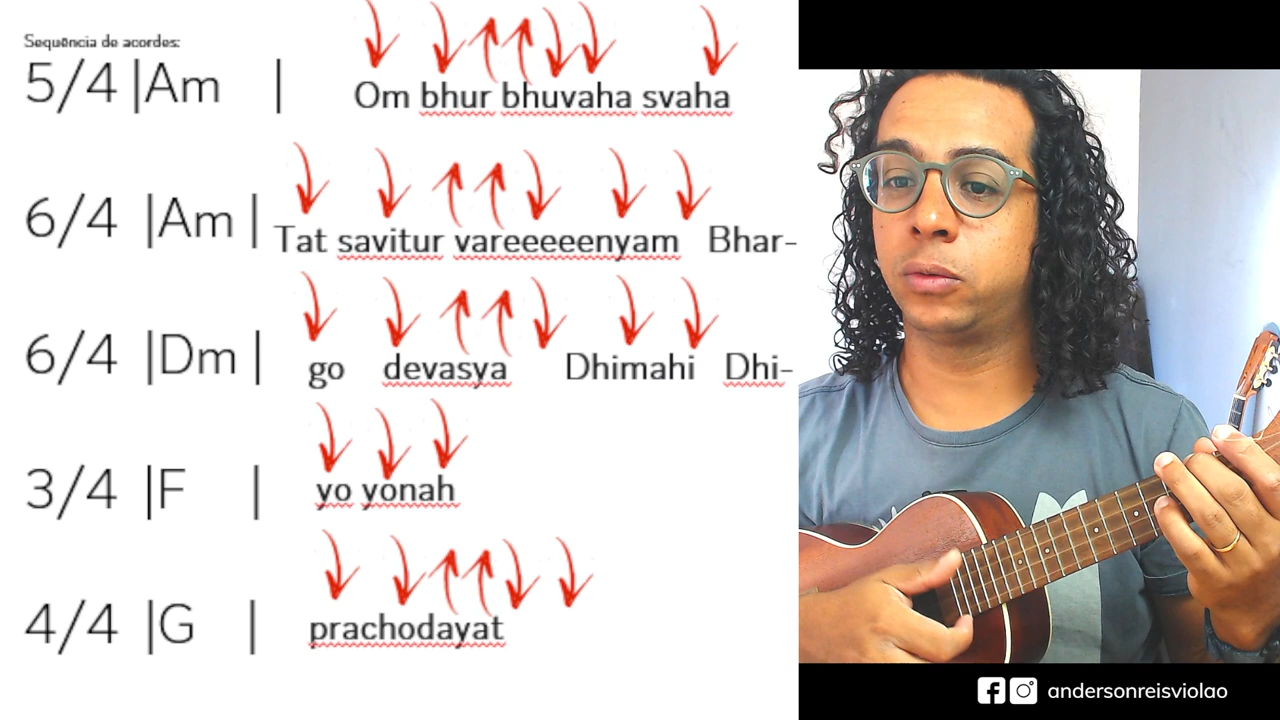 Sequência de acordes:
5/4 |Am | Om bhur bhuvaha svaha
6/4 |Am | Tat savitur vareeeeenyam Bhar-
6/4 |Dm | go devasya Dhimahi Dhi-
3/4 |F | yo yonah
4/4 |G | prachodayat
andersonreisviolao